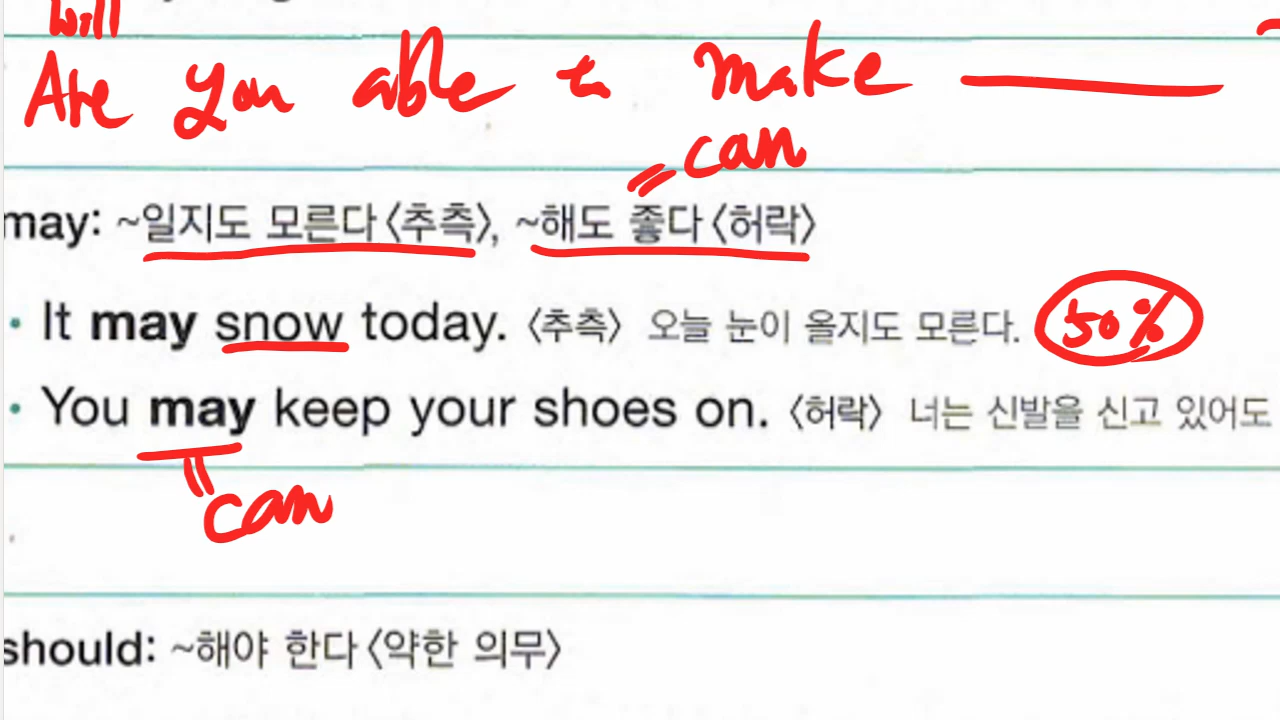 will
Are you able to make
= can
may: ~일지도 모른다〈추측〉, ~해도 좋다〈허락〉
• It may snow today. 〈추측〉 오늘 눈이 올지도 모른다. 50%
• You may keep your shoes on. 〈허락〉 너는 신발을 신고 있어도
= can
should: ~해야 한다〈약한 의무〉